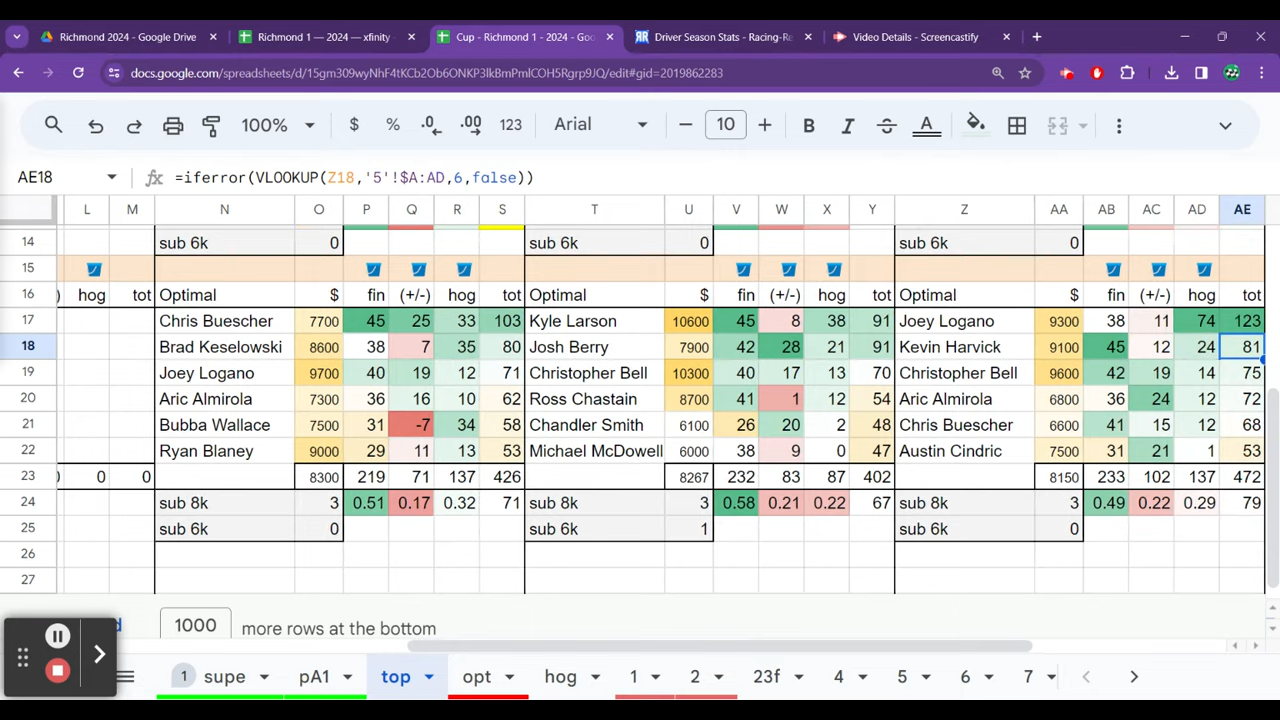 Richmond 2024 - Google Drive
Richmond 1 — 2024 — xfinity
Cup - Richmond 1 - 2024 - Goo
Driver Season Stats - Racing-Re
Video Details - Screencastify
docs.google.com/spreadsheets/d/15gm309wyNhF4tKCb2Ob6ONKP3lkBmPmlCOH5Rgrp9JQ/edit#gid=2019862283
100% $ % .0 .00 123 Arial 10 B I A
AE18 =iferror(VLOOKUP(Z18,'5'!$A:AD,6,false))
L M N O P Q R S T U V W X Y Z AA AB AC AD AE
14 sub 6k 0 sub 6k 0 sub 6k 0
15
16 ) hog tot Optimal $ fin (+/-) hog tot Optimal $ fin (+/-) hog tot Optimal $ fin (+/-) hog tot
17 Chris Buescher 7700 45 25 33 103 Kyle Larson 10600 45 8 38 91 Joey Logano 9300 38 11 74 123
18 Brad Keselowski 8600 38 7 35 80 Josh Berry 7900 42 28 21 91 Kevin Harvick 9100 45 12 24 81
19 Joey Logano 9700 40 19 12 71 Christopher Bell 10300 40 17 13 70 Christopher Bell 9600 42 19 14 75
20 Aric Almirola 7300 36 16 10 62 Ross Chastain 8700 41 1 12 54 Aric Almirola 6800 36 24 12 72
21 Bubba Wallace 7500 31 -7 34 58 Chandler Smith 6100 26 20 2 48 Chris Buescher 6600 41 15 12 68
22 Ryan Blaney 9000 29 11 13 53 Michael McDowell 6000 38 9 0 47 Austin Cindric 7500 31 21 1 53
23 ) 0 0 8300 219 71 137 426 8267 232 83 87 402 8150 233 102 137 472
24 sub 8k 3 0.51 0.17 0.32 71 sub 8k 3 0.58 0.21 0.22 67 sub 8k 3 0.49 0.22 0.29 79
25 sub 6k 0 sub 6k 1 sub 6k 0
26
27
d 1000 more rows at the bottom
1 supe pA1 top opt hog 1 2 23f 4 5 6 7